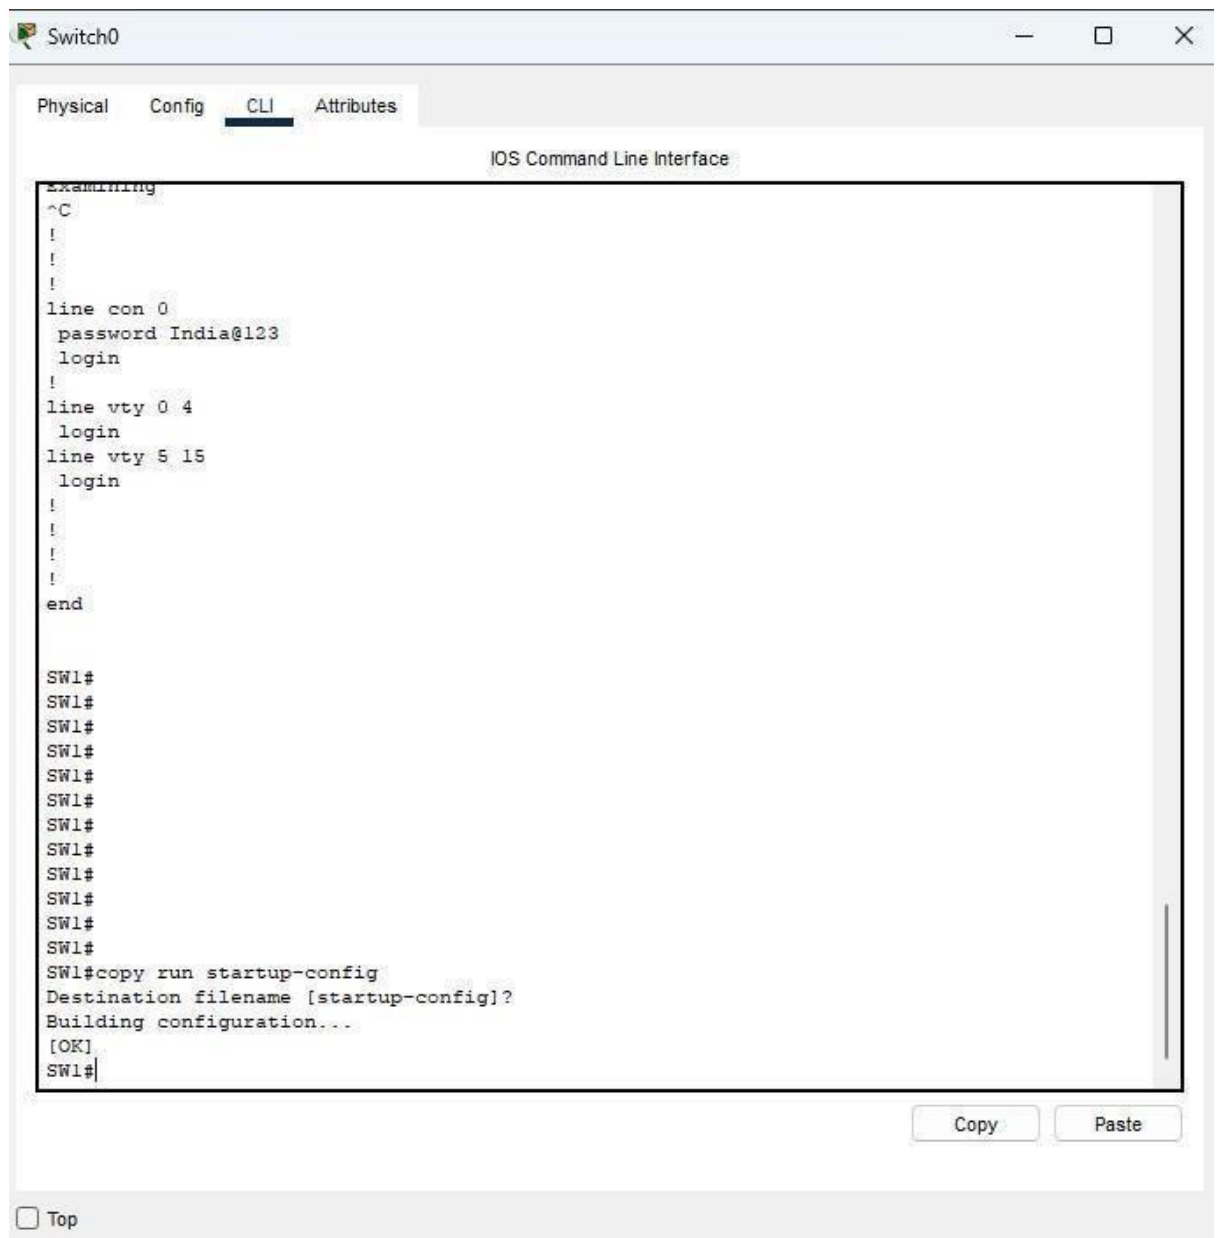 Switch0
Physical Config CLI Attributes
IOS Command Line Interface
Examining
^C
!
!
!
line con 0
password India@123
login
!
line vty 0 4
login
line vty 5 15
login
!
!
!
!
end
SW1#
SW1#
SW1#
SW1#
SW1#
SW1#
SW1#
SW1#
SW1#
SW1#
SW1#
SW1#
SW1#copy run startup-config
Destination filename [startup-config]?
Building configuration...
[OK]
SW1#
Copy Paste
Top